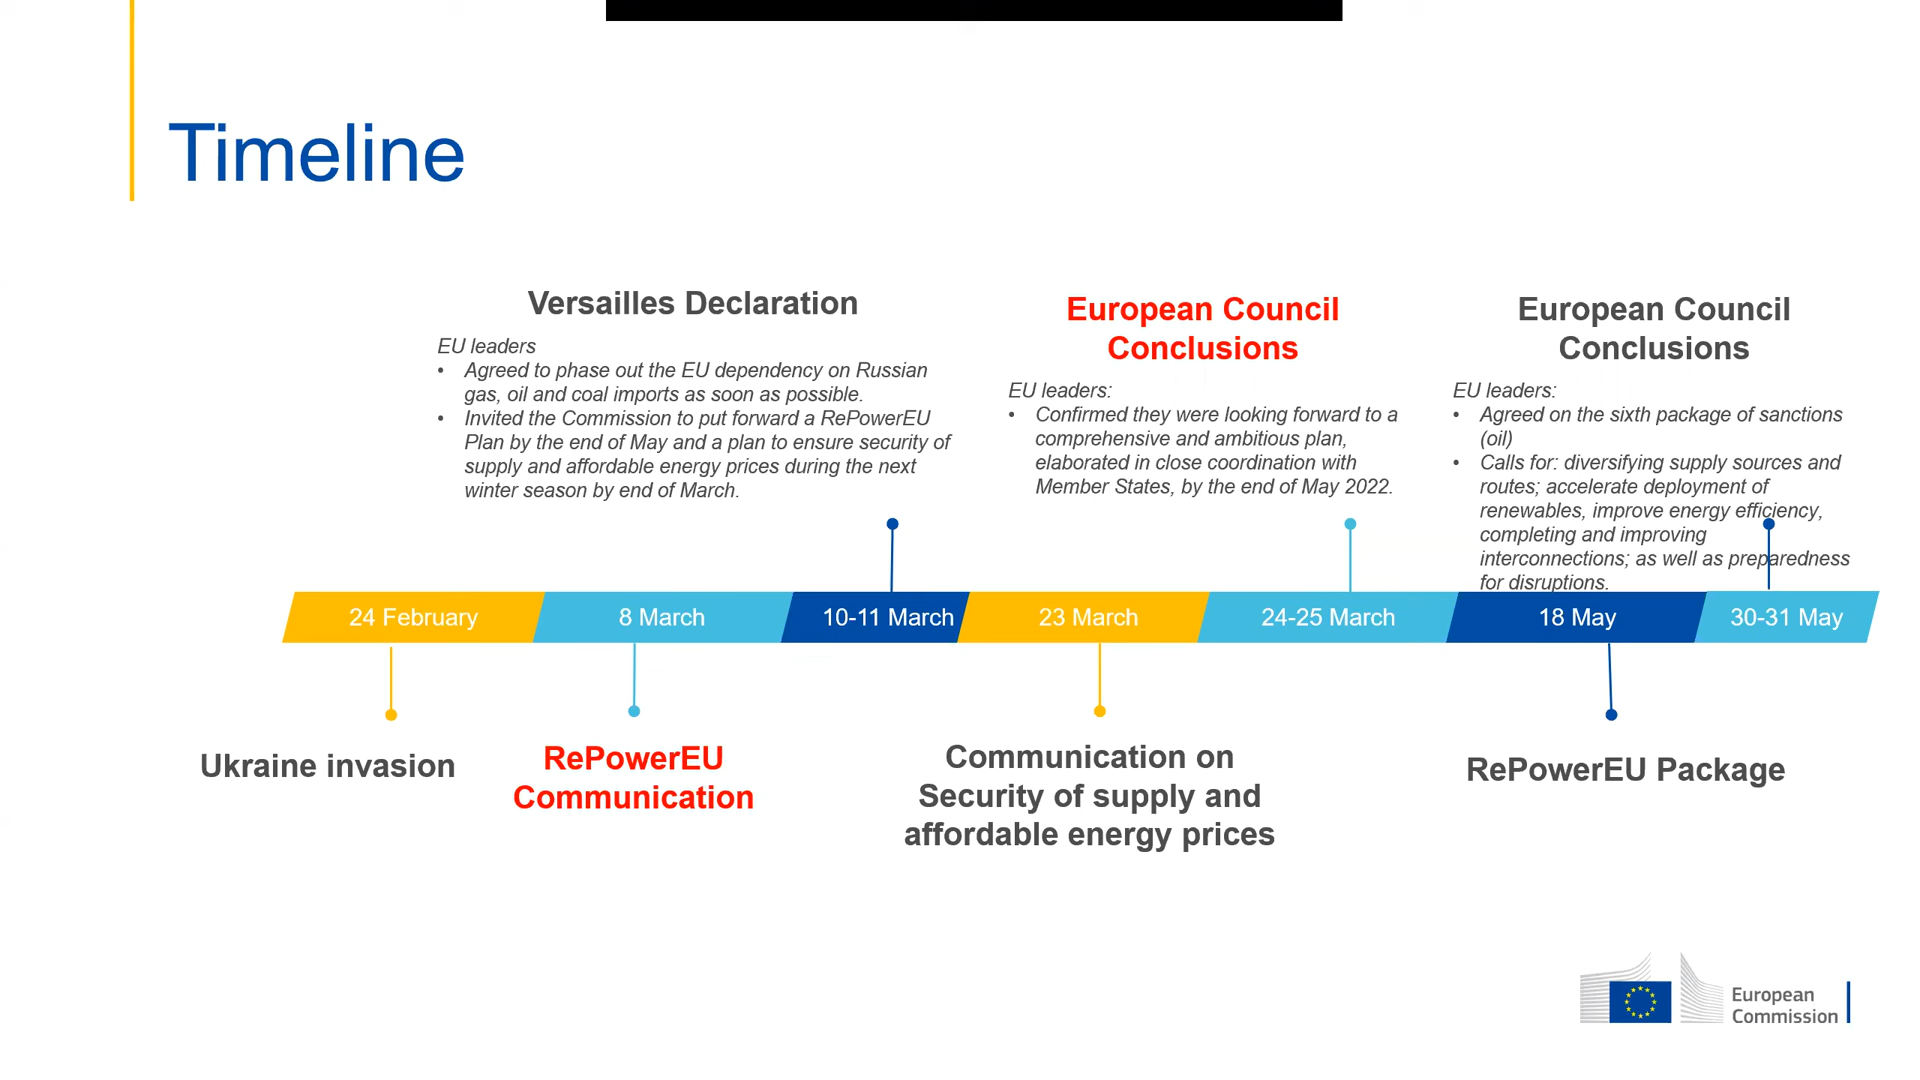 Timeline
Versailles Declaration
EU leaders
• Agreed to phase out the EU dependency on Russian
gas, oil and coal imports as soon as possible.
• Invited the Commission to put forward a RePowerEU
Plan by the end of May and a plan to ensure security of
supply and affordable energy prices during the next
winter season by end of March.
European Council
Conclusions
EU leaders:
• Confirmed they were looking forward to a
comprehensive and ambitious plan,
elaborated in close coordination with
Member States, by the end of May 2022.
European Council
Conclusions
EU leaders:
• Agreed on the sixth package of sanctions
(oil)
• Calls for: diversifying supply sources and
routes; accelerate deployment of
renewables, improve energy efficiency,
completing and improving
interconnections; as well as preparedness
for disruptions.
24 February
8 March
10-11 March
23 March
24-25 March
18 May
30-31 May
Ukraine invasion
RePowerEU
Communication
Communication on
Security of supply and
affordable energy prices
RePowerEU Package
European
Commission